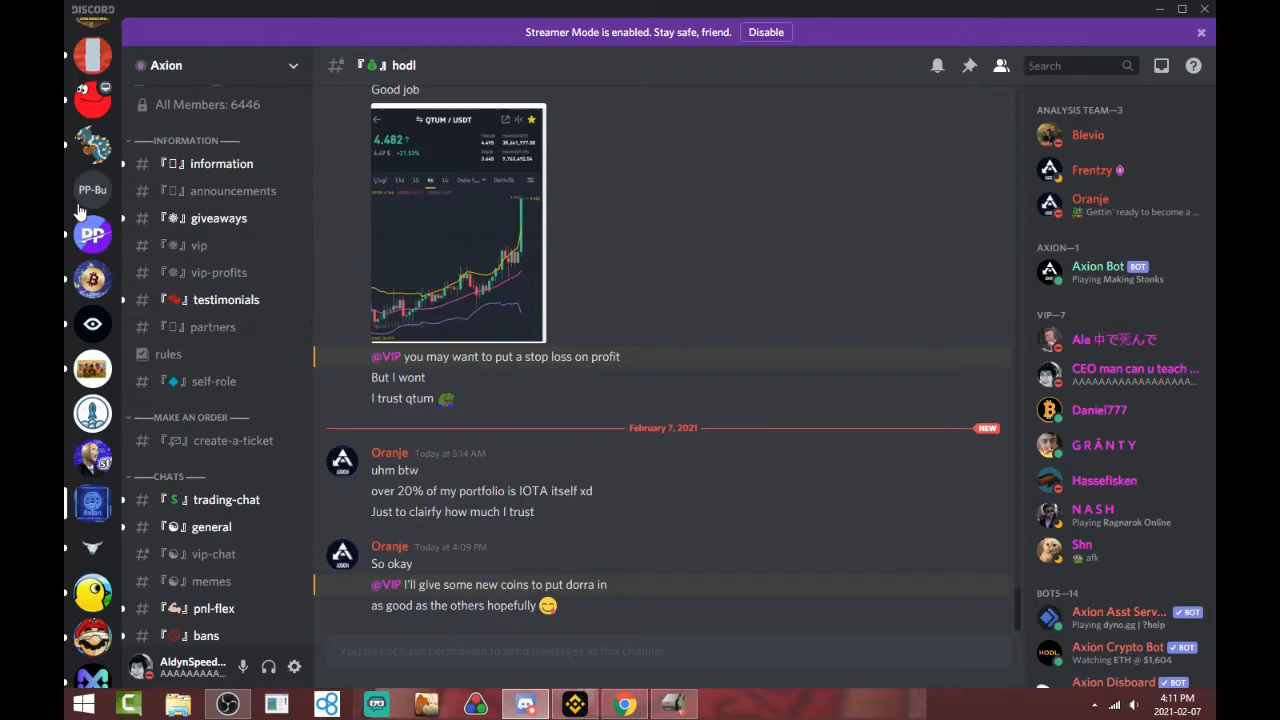 DISCORD
Streamer Mode is enabled. Stay safe, friend.
Disable
Axion
All Members: 6446
INFORMATION
information
announcements
giveaways
vip
vip-profits
testimonials
partners
rules
self-role
MAKE AN ORDER
create-a-ticket
CHATS
trading-chat
general
vip-chat
memes
pnl-flex
bans
AldynSpeed...
PP-Bu
PP
hodl
Search
Good job
QTUM / USDT
4.482
@VIP you may want to put a stop loss on profit
But I wont
I trust qtum
February 7, 2021
NEW
Oranje Today at 5:14 AM
uhm btw
over 20% of my portfolio is IOTA itself xd
Just to clairfy how much I trust
Oranje Today at 4:09 PM
So okay
@VIP I'll give some new coins to put dorra in
as good as the others hopefully
You do not have permission to send messages in this channel.
ANALYSIS TEAM—3
Blevio
Frentzy
Oranje
Gettin' ready to become a ...
AXION—1
Axion Bot BOT
Playing Making Stonks
VIP—7
Ale 中で死んで
CEO man can u teach ...
Daniel777
G R Ā N T Y
Hassefisken
N A S H
Playing Ragnarok Online
Shn
afk
BOTS—14
Axion Asst Serv... BOT
Playing dyno.gg | ?help
Axion Crypto Bot BOT
Watching ETH @ $1,604
Axion Disboard BOT
4:11 PM
2021-02-07